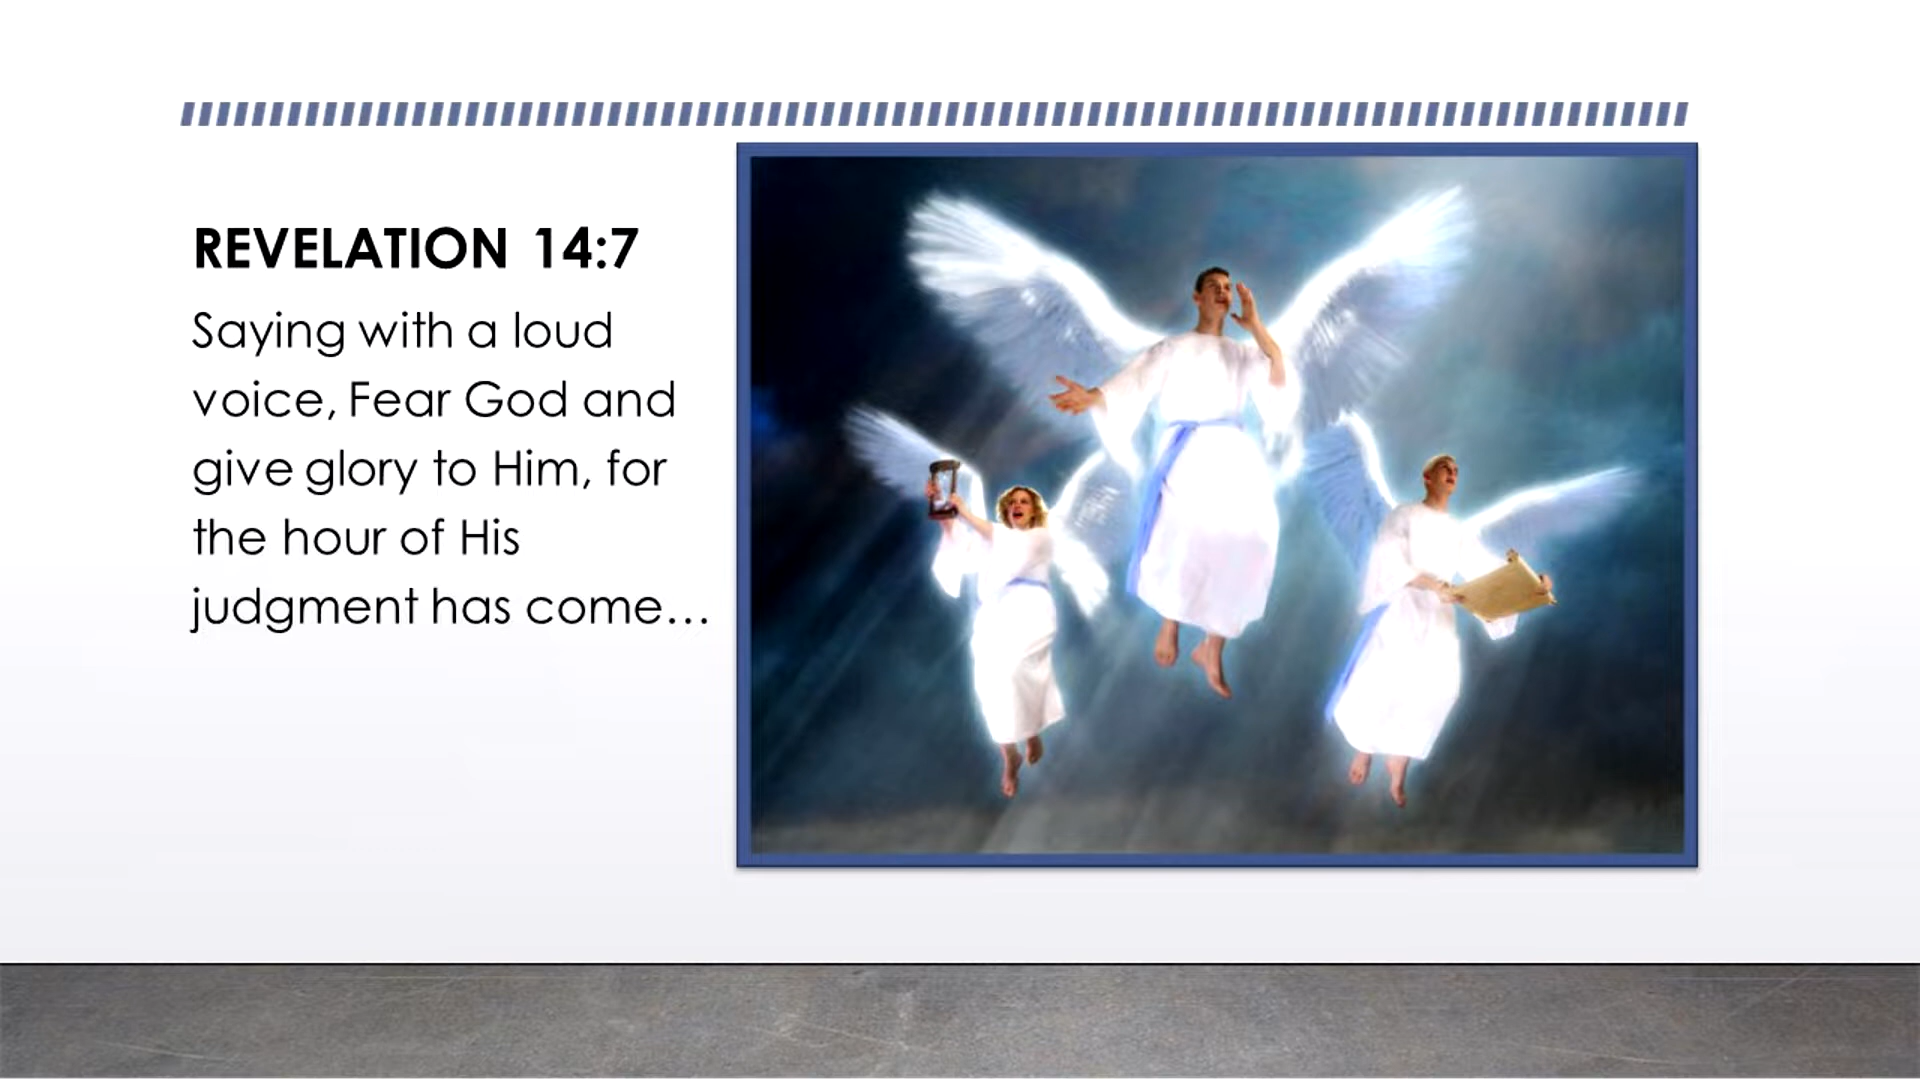 REVELATION 14:7
Saying with a loud
voice, Fear God and
give glory to Him, for
the hour of His
judgment has come…